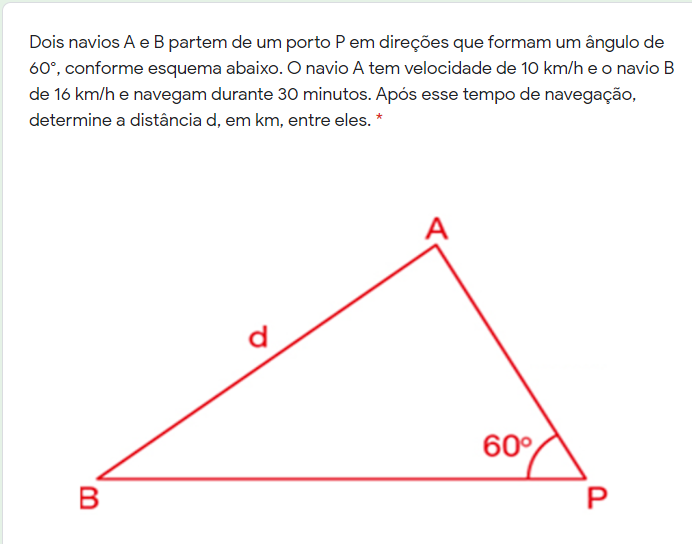 Dois navios A e B partem de um porto P em direções que formam um ângulo de
60°, conforme esquema abaixo. O navio A tem velocidade de 10 km/h e o navio B
de 16 km/h e navegam durante 30 minutos. Após esse tempo de navegação,
determine a distância d, em km, entre eles. *
A
d
60°
B P